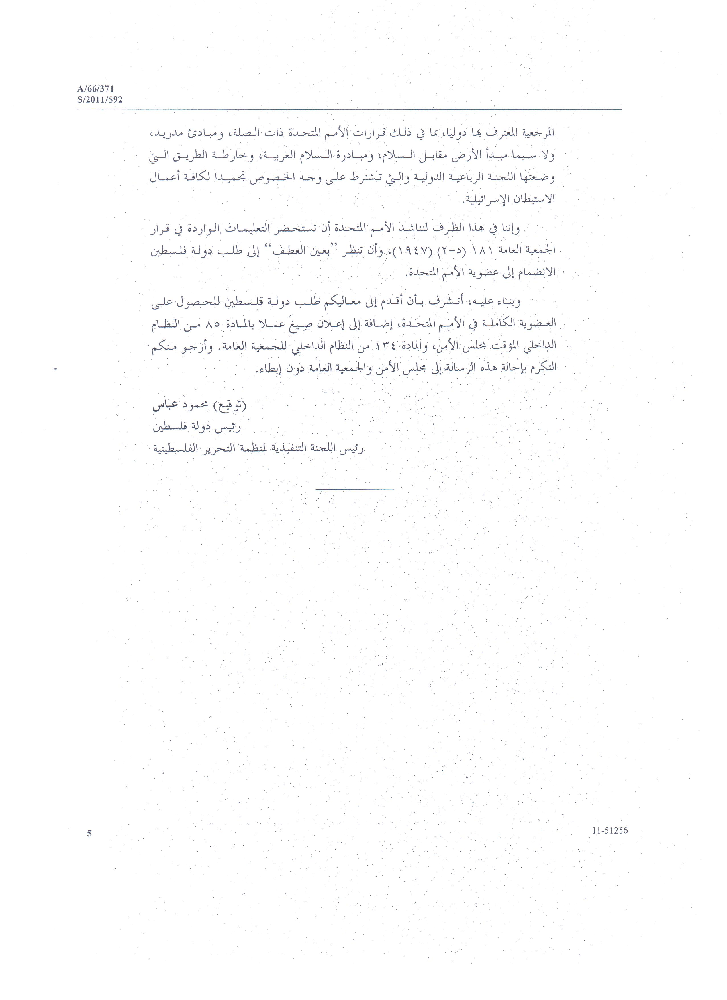 A/66/371
S/2011/592
المرجعية المعترف بها دوليا، بما في ذلك قرارات الأمم المتحدة ذات الصلة، ومبادئ مدريد،
ولا سيما مبدأ الأرض مقابل السلام، ومبادرة السلام العربية، وخارطة الطريق التي
وضعتها اللجنة الرباعية الدولية والتي تشترط على وجه الخصوص تجميدا لكافة أعمال
الاستيطان الإسرائيلية.
وإننا في هذا الظرف لنناشد الأمم المتحدة أن تستحضر التعليمات الواردة في قرار
الجمعية العامة ١٨١ (د-٢) (١٩٤٧)، وأن تنظر ”بعين العطف“ إلى طلب دولة فلسطين
الانضمام إلى عضوية الأمم المتحدة.
وبناء عليه، أتشرف بأن أقدم إلى معاليكم طلب دولة فلسطين للحصول على
العضوية الكاملة في الأمم المتحدة، إضافة إلى إعلان صِيغَ عملا بالمادة ٨٥ من النظام
الداخلي المؤقت لمجلس الأمن، والمادة ١٣٤ من النظام الداخلي للجمعية العامة. وأرجو منكم
التكرم بإحالة هذه الرسالة إلى مجلس الأمن والجمعية العامة دون إبطاء.
(توقيع) محمود عباس
رئيس دولة فلسطين
رئيس اللجنة التنفيذية لمنظمة التحرير الفلسطينية
5
11-51256